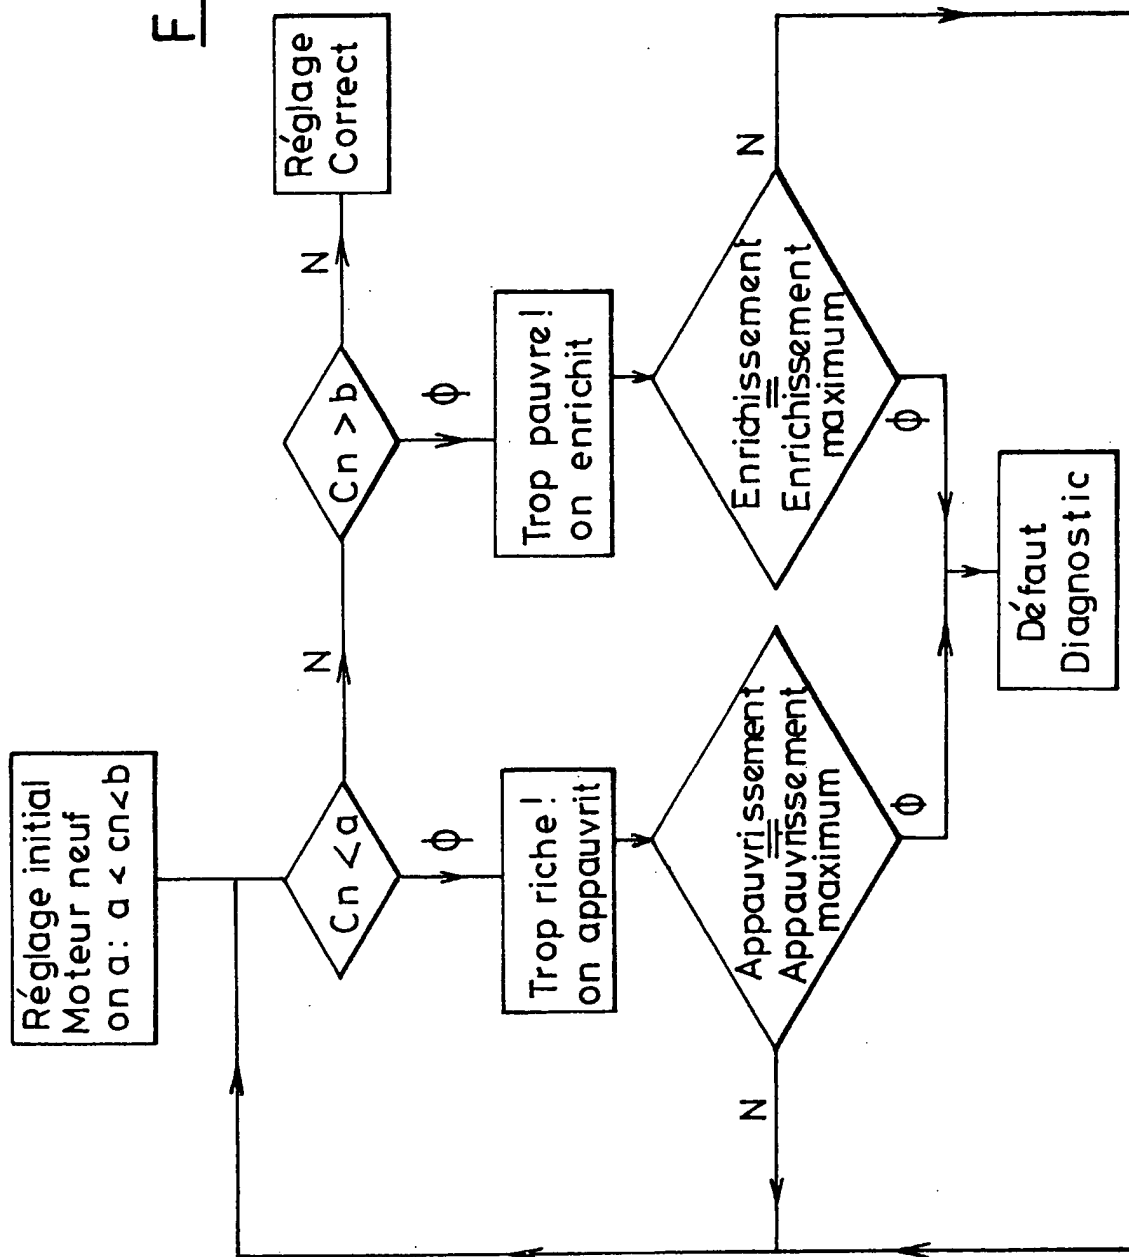 F
Réglage initial
Moteur neuf
on a: a < cn < b
Cn < a
N
Cn > b
N
Réglage
Correct
ϕ
ϕ
Trop riche!
on appauvrit
Trop pauvre!
on enrichit
Appauvrissement
=
Appauvrissement
maximum
N
ϕ
Enrichissement
=
Enrichissement
maximum
N
ϕ
Défaut
Diagnostic